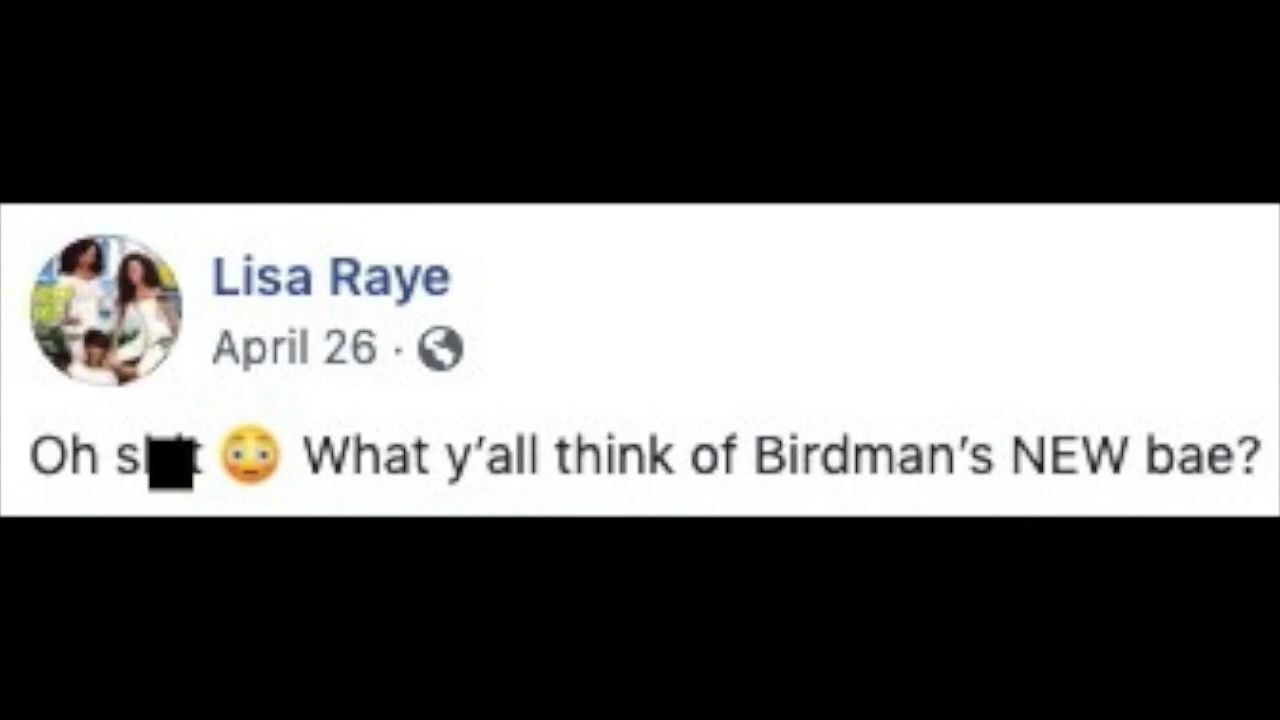 Lisa Raye
April 26 ·
Oh s 😳 What y'all think of Birdman's NEW bae?